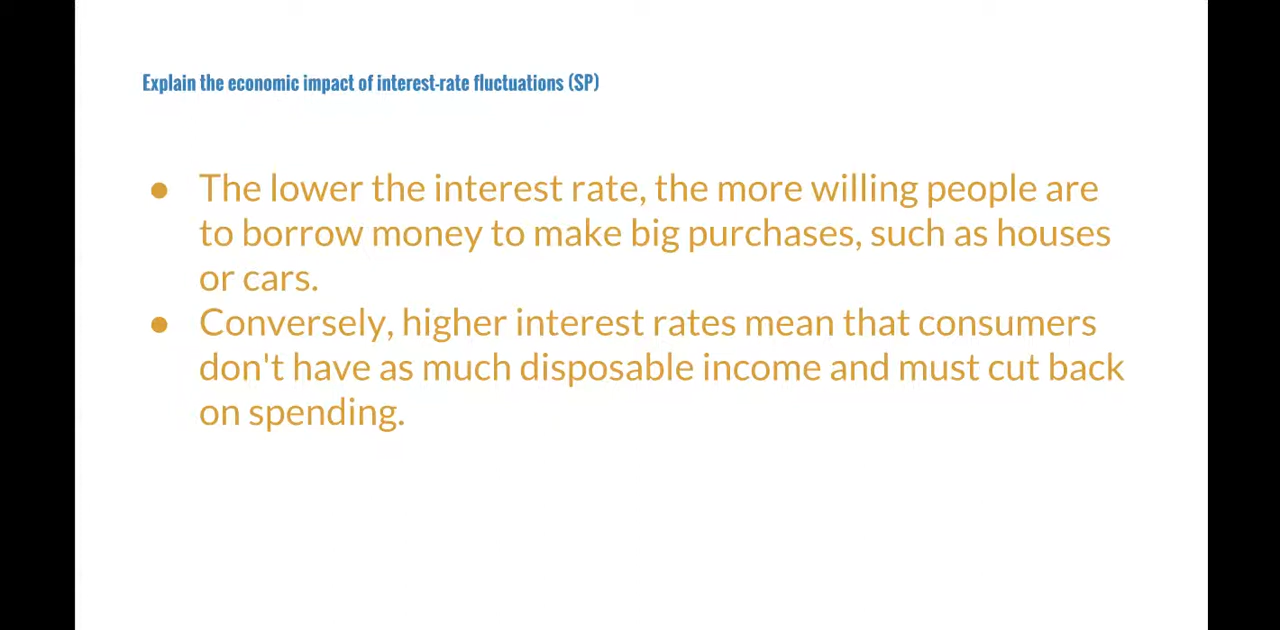 Explain the economic impact of interest-rate fluctuations (SP)
● The lower the interest rate, the more willing people are
to borrow money to make big purchases, such as houses
or cars.
● Conversely, higher interest rates mean that consumers
don't have as much disposable income and must cut back
on spending.